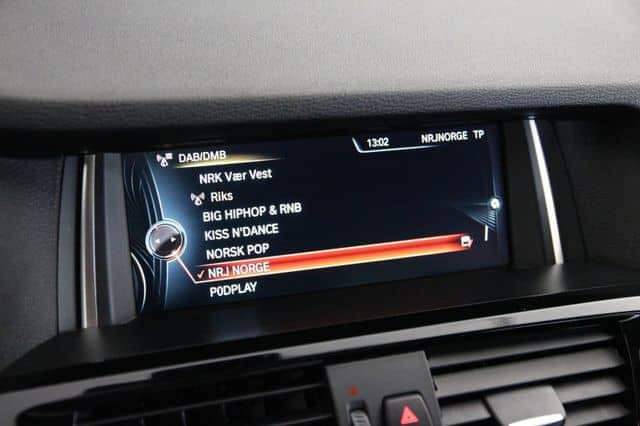 13:02 NRJNORGE TP
DAB/DMB
NRK Vær Vest
Riks
BIG HIPHOP & RNB
KISS N'DANCE
NORSK POP
✓ NRJ NORGE
P0DPLAY